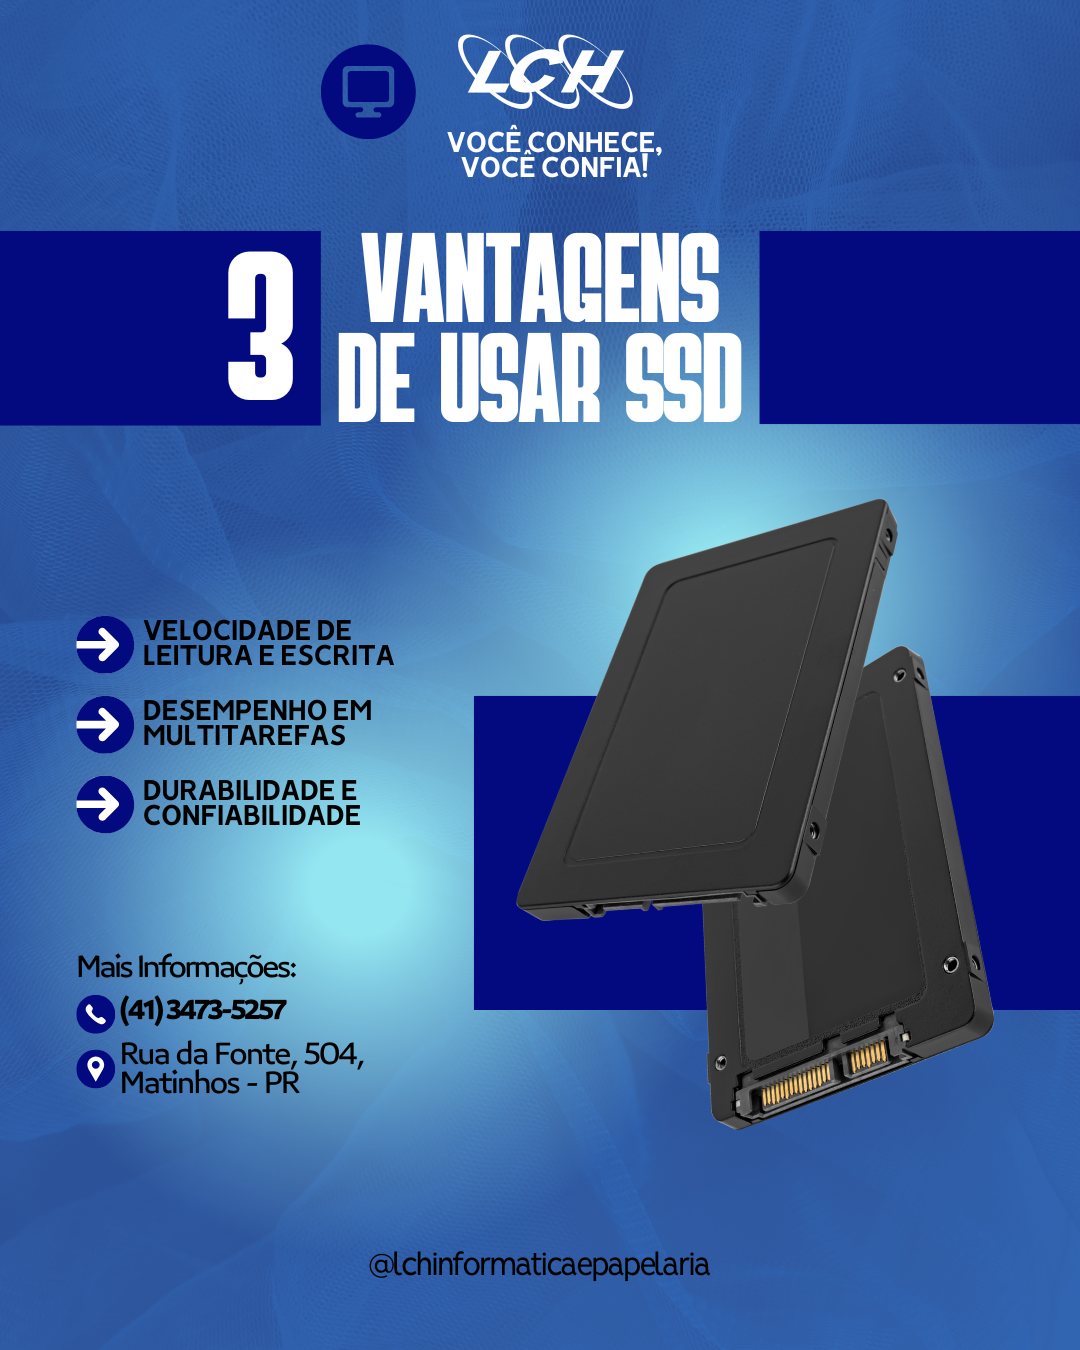 LCH
VOCÊ CONHECE,
VOCÊ CONFIA!
3
VANTAGENS
DE USAR SSD
VELOCIDADE DE
LEITURA E ESCRITA
DESEMPENHO EM
MULTITAREFAS
DURABILIDADE E
CONFIABILIDADE
Mais Informações:
(41) 3473-5257
Rua da Fonte, 504,
Matinhos - PR
@lchinformaticaepapelaria